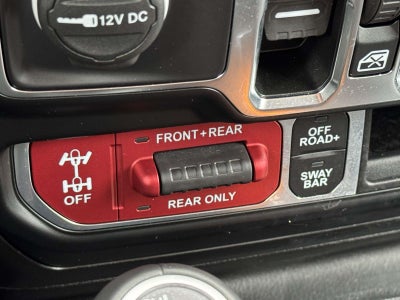 12V DC
FRONT+REAR
OFF
REAR ONLY
OFF
ROAD+
SWAY
BAR